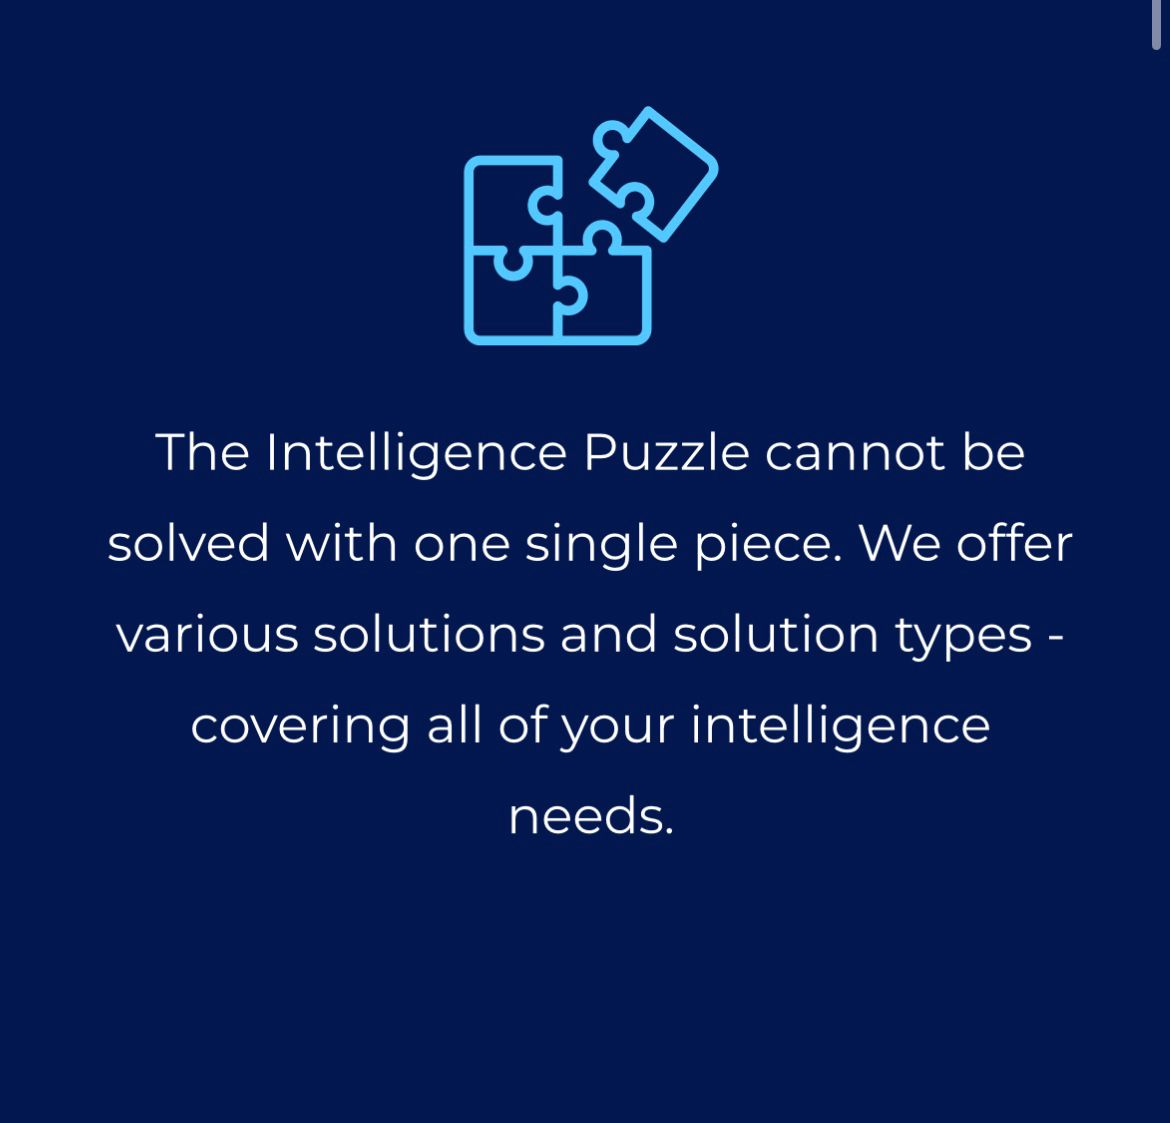 The Intelligence Puzzle cannot be
solved with one single piece. We offer
various solutions and solution types -
covering all of your intelligence
needs.